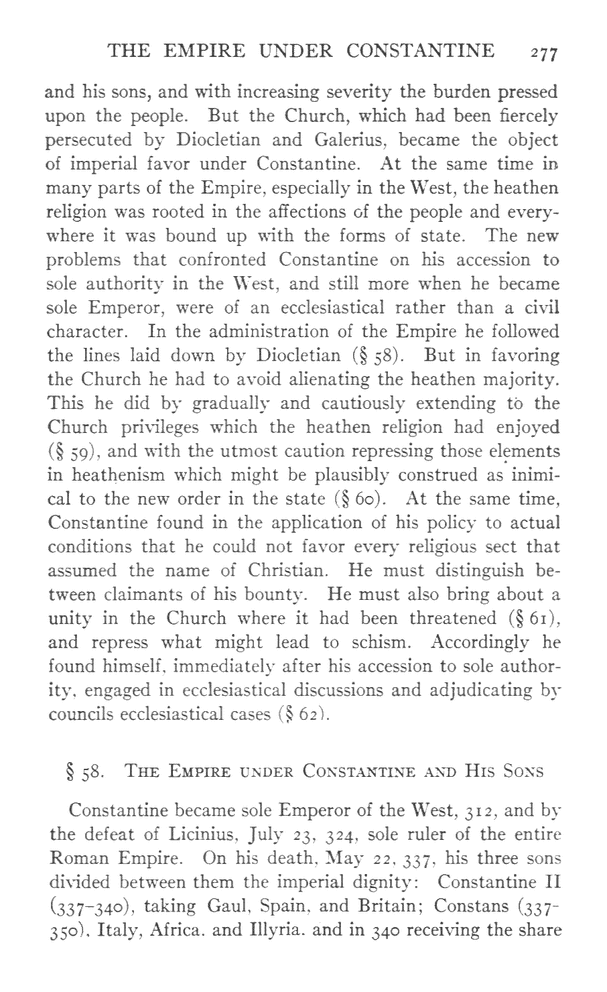 THE EMPIRE UNDER CONSTANTINE 277
and his sons, and with increasing severity the burden pressed
upon the people. But the Church, which had been fiercely
persecuted by Diocletian and Galerius, became the object
of imperial favor under Constantine. At the same time in
many parts of the Empire, especially in the West, the heathen
religion was rooted in the affections of the people and every-
where it was bound up with the forms of state. The new
problems that confronted Constantine on his accession to
sole authority in the West, and still more when he became
sole Emperor, were of an ecclesiastical rather than a civil
character. In the administration of the Empire he followed
the lines laid down by Diocletian (§ 58). But in favoring
the Church he had to avoid alienating the heathen majority.
This he did by gradually and cautiously extending to the
Church privileges which the heathen religion had enjoyed
(§ 59), and with the utmost caution repressing those elements
in heathenism which might be plausibly construed as inimi-
cal to the new order in the state (§ 60). At the same time,
Constantine found in the application of his policy to actual
conditions that he could not favor every religious sect that
assumed the name of Christian. He must distinguish be-
tween claimants of his bounty. He must also bring about a
unity in the Church where it had been threatened (§ 61),
and repress what might lead to schism. Accordingly he
found himself, immediately after his accession to sole author-
ity, engaged in ecclesiastical discussions and adjudicating by
councils ecclesiastical cases (§ 62).
§ 58. The Empire under Constantine and His Sons
Constantine became sole Emperor of the West, 312, and by
the defeat of Licinius, July 23, 324, sole ruler of the entire
Roman Empire. On his death, May 22, 337, his three sons
divided between them the imperial dignity: Constantine II
(337-340), taking Gaul, Spain, and Britain; Constans (337-
350), Italy, Africa, and Illyria, and in 340 receiving the share